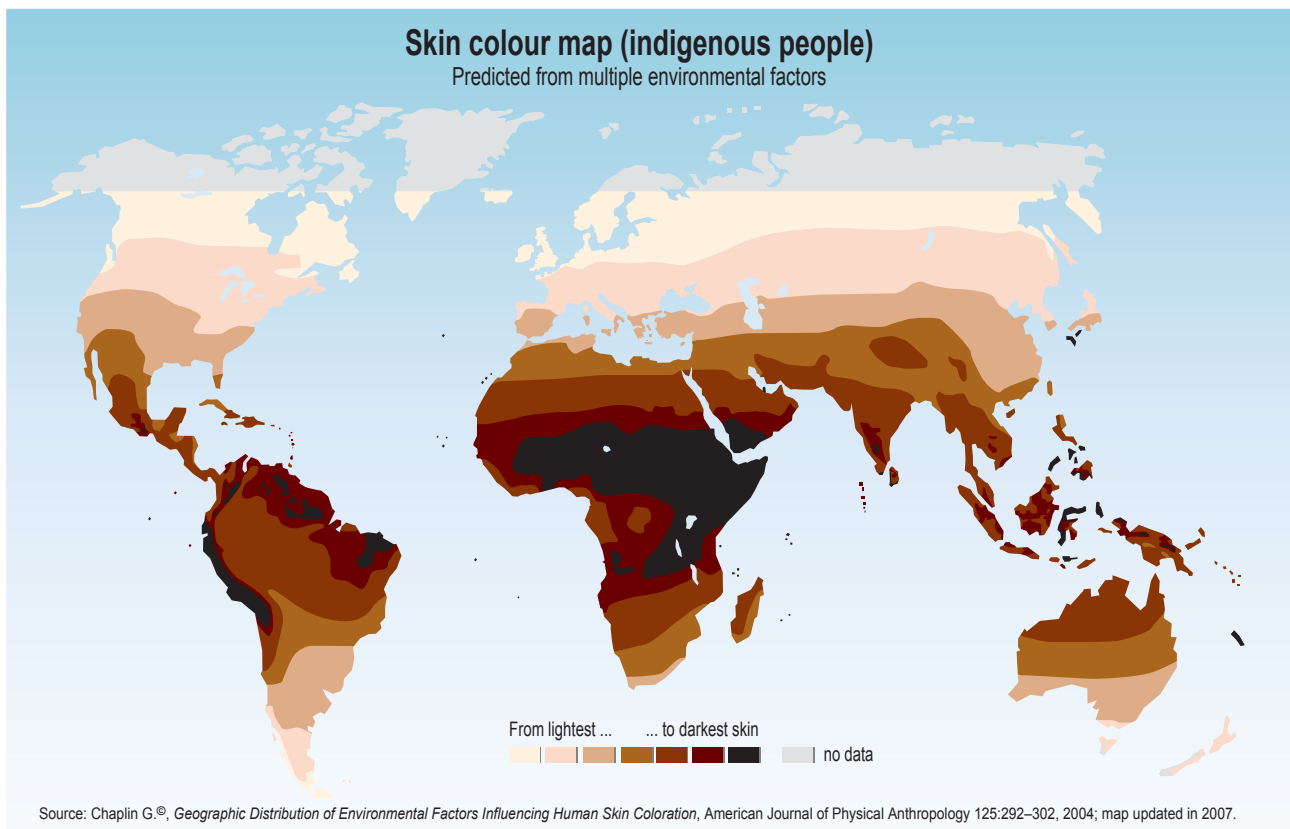 Skin colour map (indigenous people)
Predicted from multiple environmental factors
From lightest ... ... to darkest skin
no data
Source: Chaplin G.©, Geographic Distribution of Environmental Factors Influencing Human Skin Coloration, American Journal of Physical Anthropology 125:292–302, 2004; map updated in 2007.